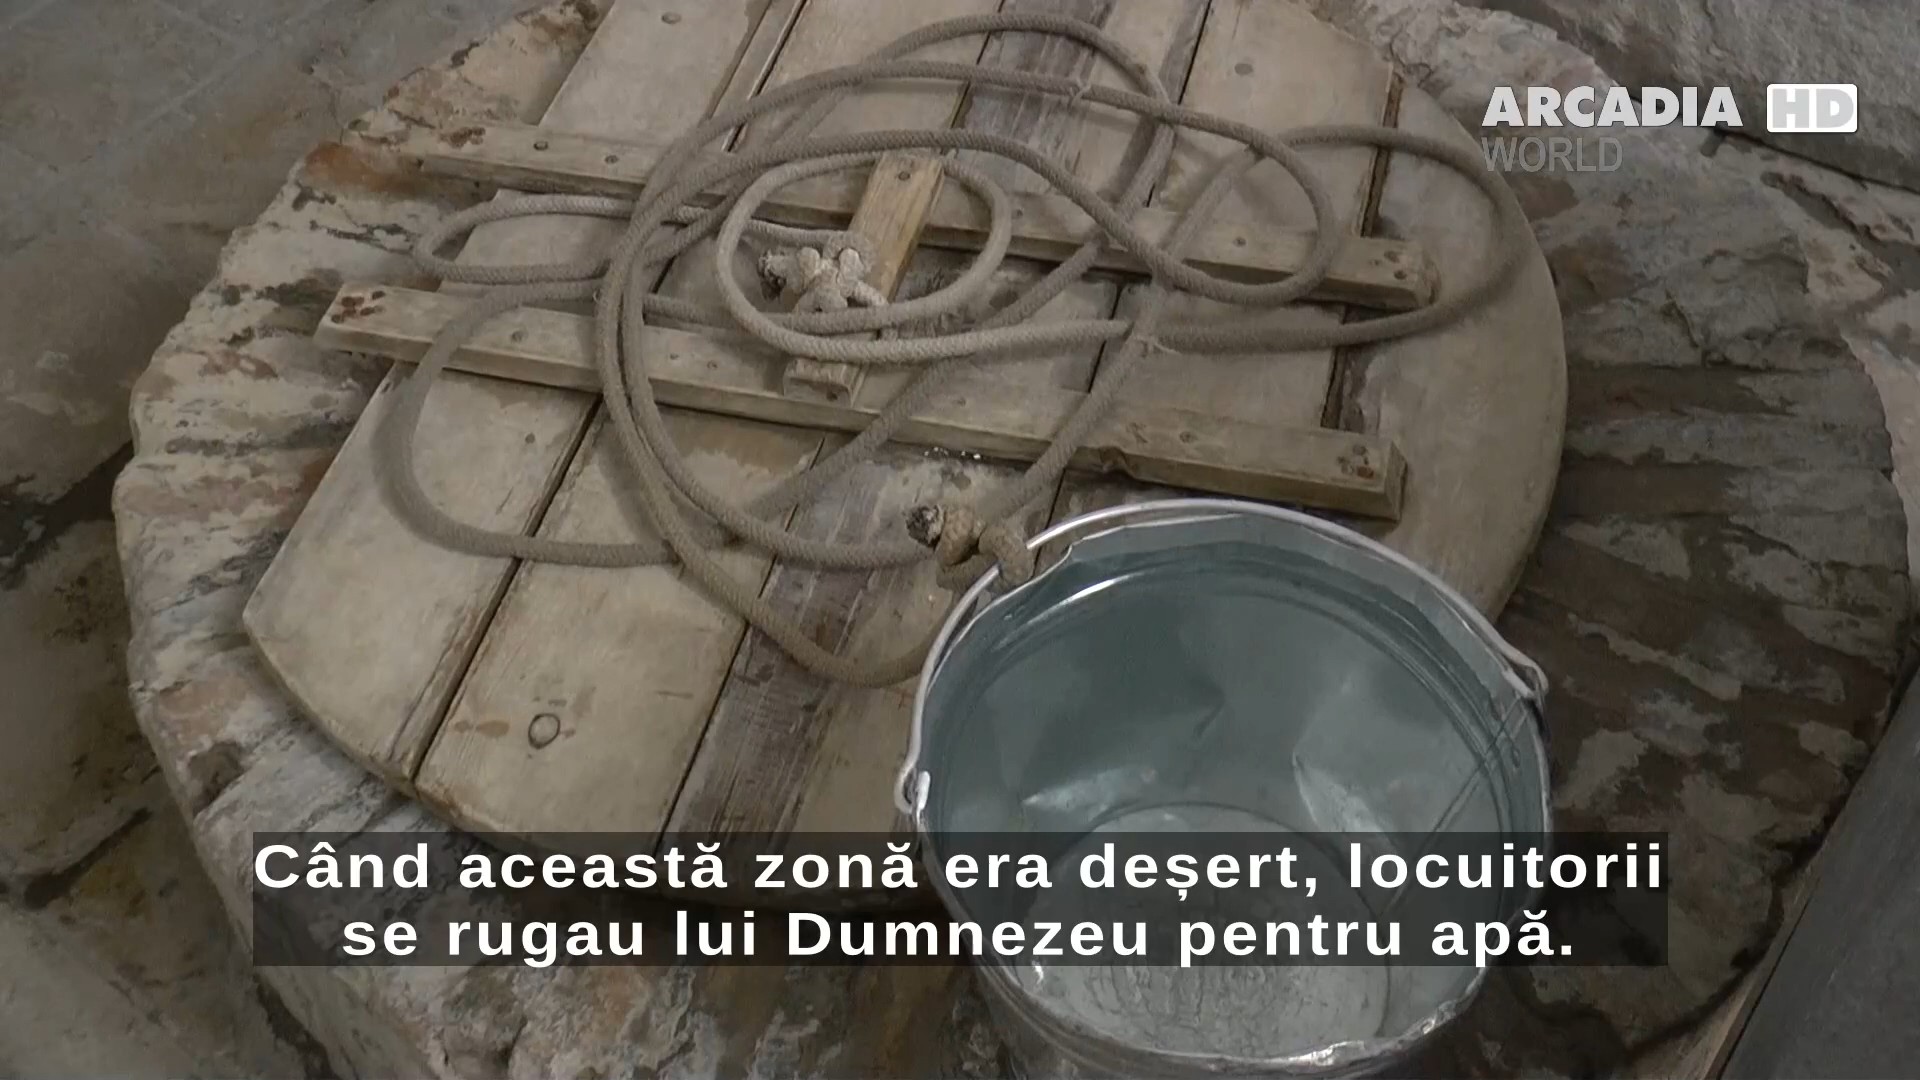 ARCADIA HD
WORLD
Când această zonă era deșert, locuitorii
se rugau lui Dumnezeu pentru apă.